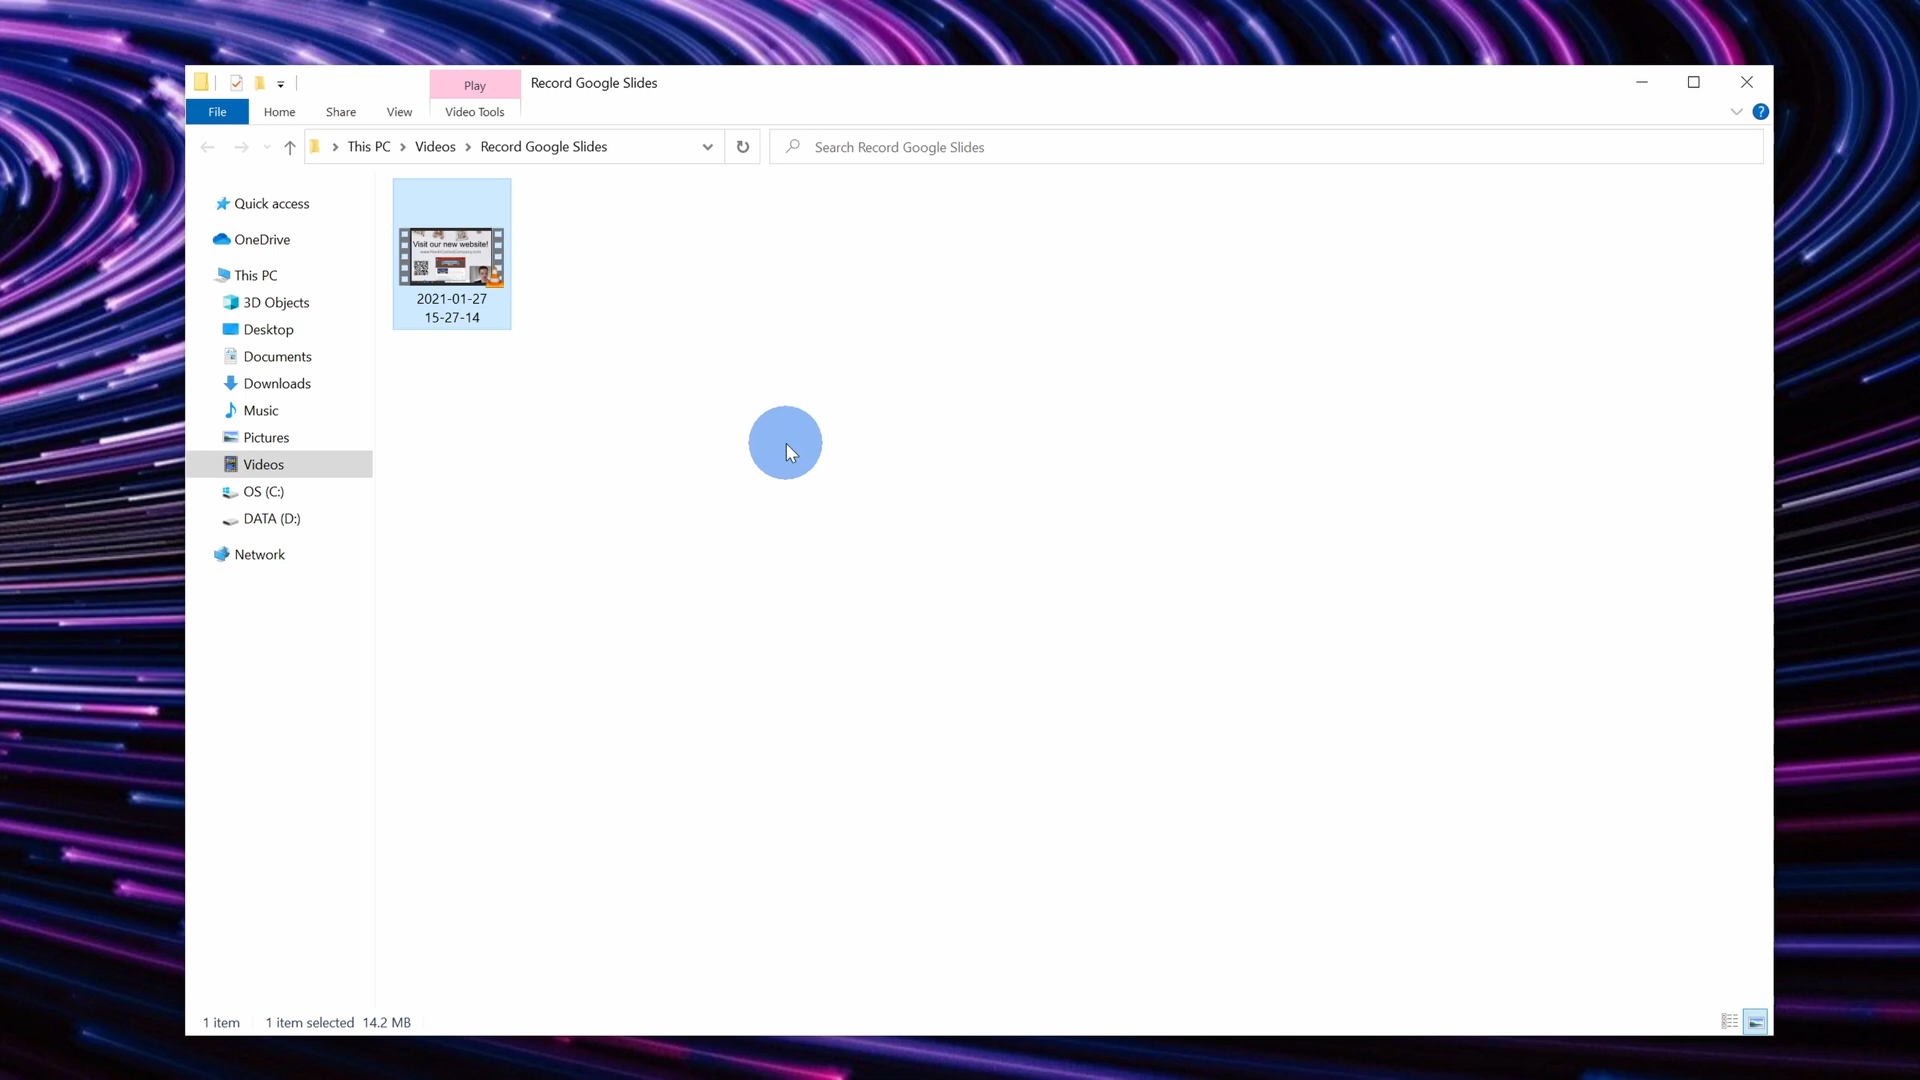 Play
Record Google Slides
File
Home
Share
View
Video Tools
?
This PC
Videos
Record Google Slides
Search Record Google Slides
Quick access
OneDrive
This PC
3D Objects
Desktop
Documents
Downloads
Music
Pictures
Videos
OS (C:)
DATA (D:)
Network
Visit our new website!
2021-01-27
15-27-14
1 item
1 item selected 14.2 MB